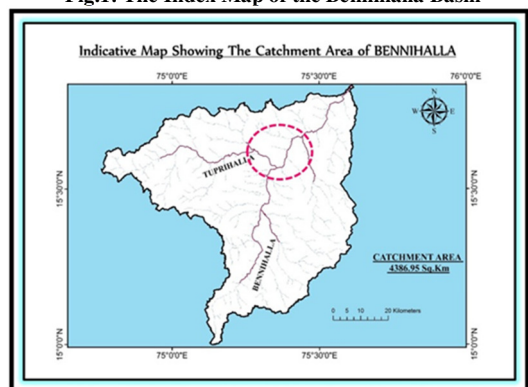 Fig.1: The Index Map of the Bennihalla Basin
Indicative Map Showing The Catchment Area of BENNIHALLA
75°0'0"E 75°30'0"E 76°0'0"E
N
W E
S
TUPRIHALLA
15°30'0"N 15°30'0"N
BENNIHALLA
CATCHMENT AREA
4386.95 Sq.Km
0 5 10 20 Kilometers
15°0'0"N 15°0'0"N
75°0'0"E 75°30'0"E